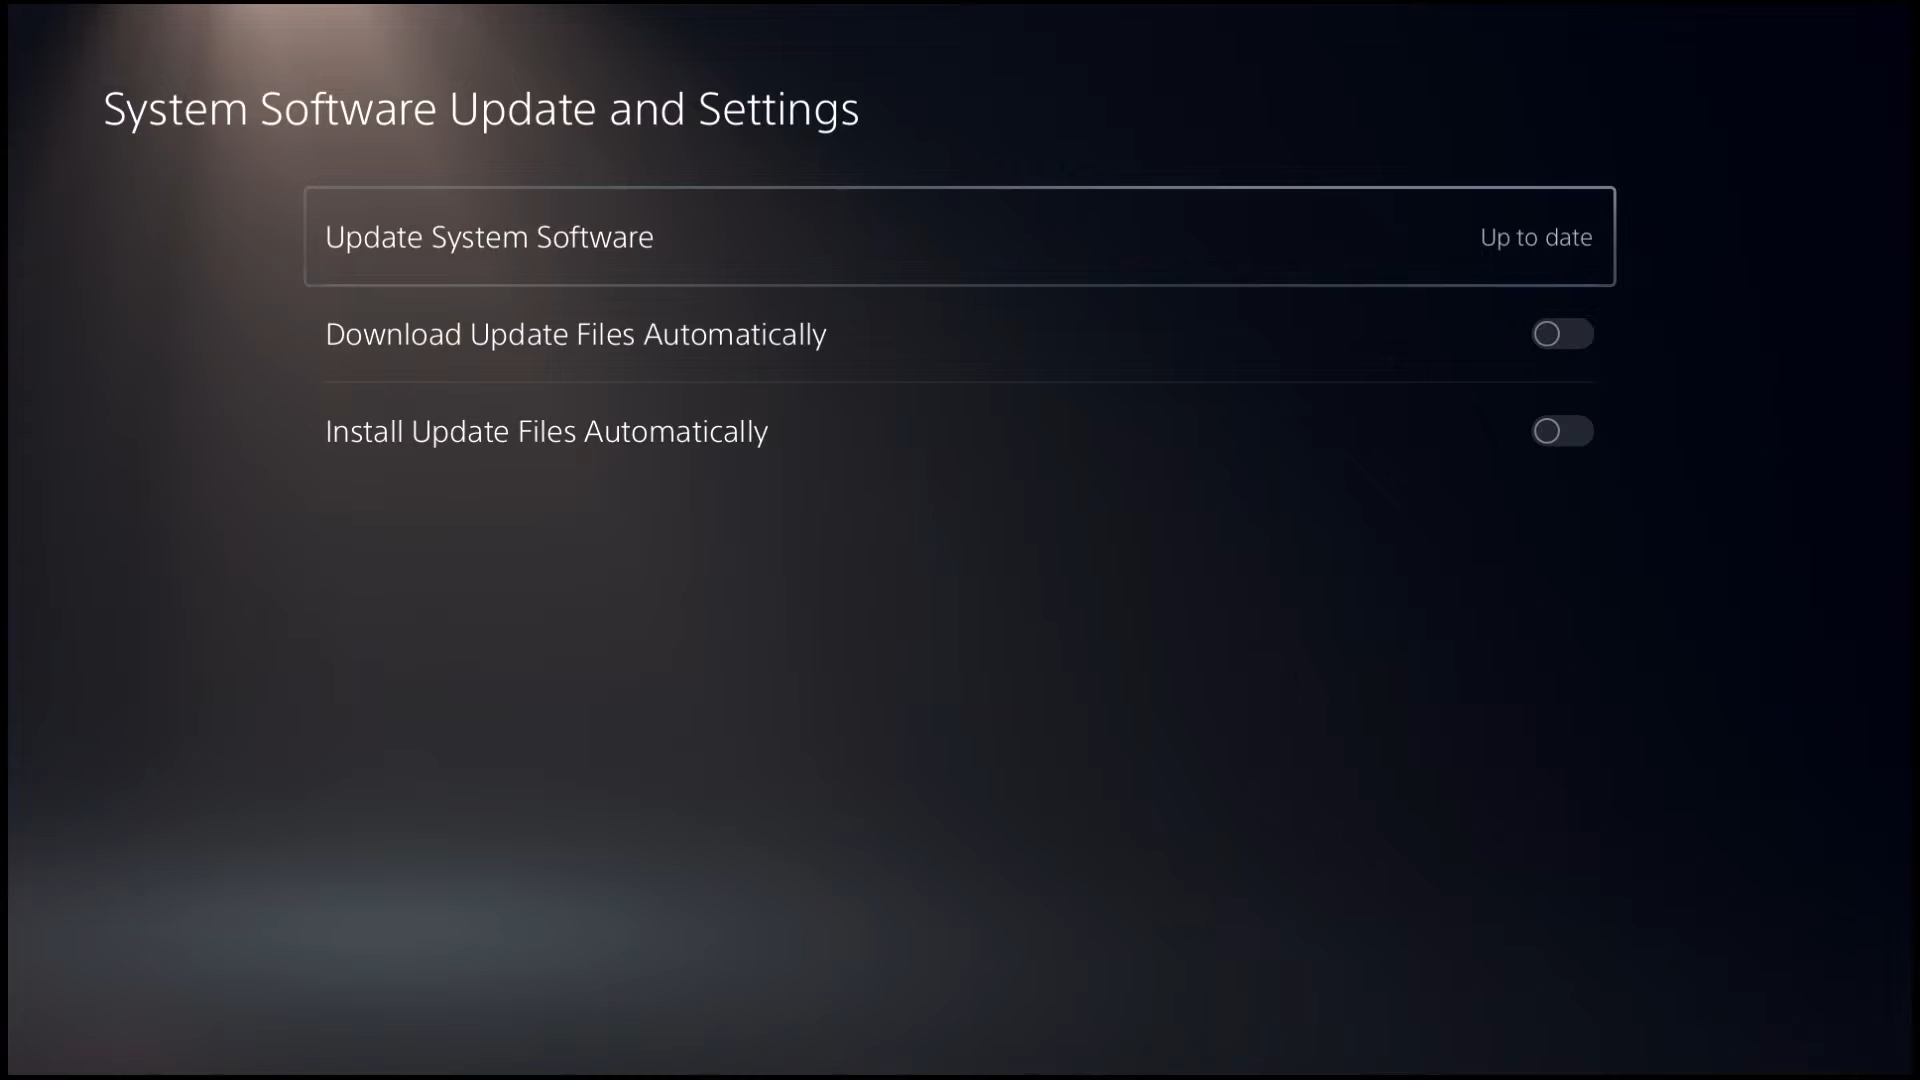 System Software Update and Settings
Update System Software
Up to date
Download Update Files Automatically
Install Update Files Automatically